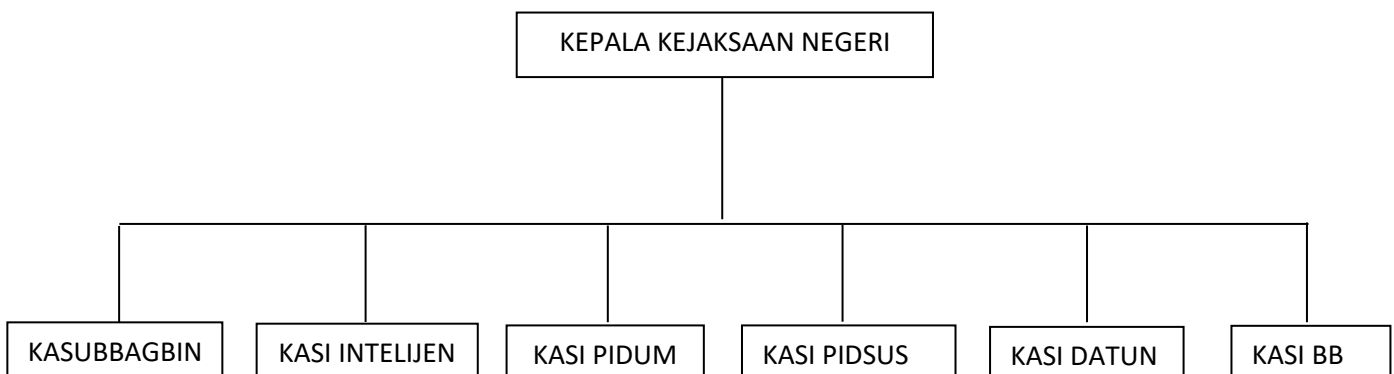 KEPALA KEJAKSAAN NEGERI
KASUBBAGBIN
KASI INTELIJEN
KASI PIDUM
KASI PIDSUS
KASI DATUN
KASI BB